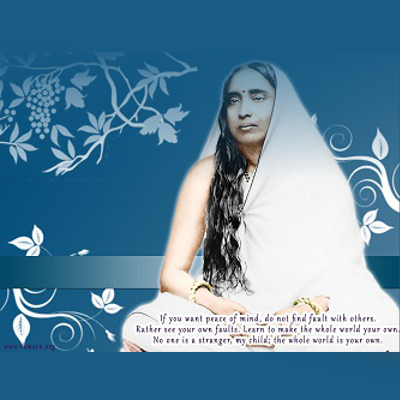 If you want peace of mind, do not find fault with others.
Rather see your own faults. Learn to make the whole world your own.
No one is a stranger, my child; the whole world is your own.